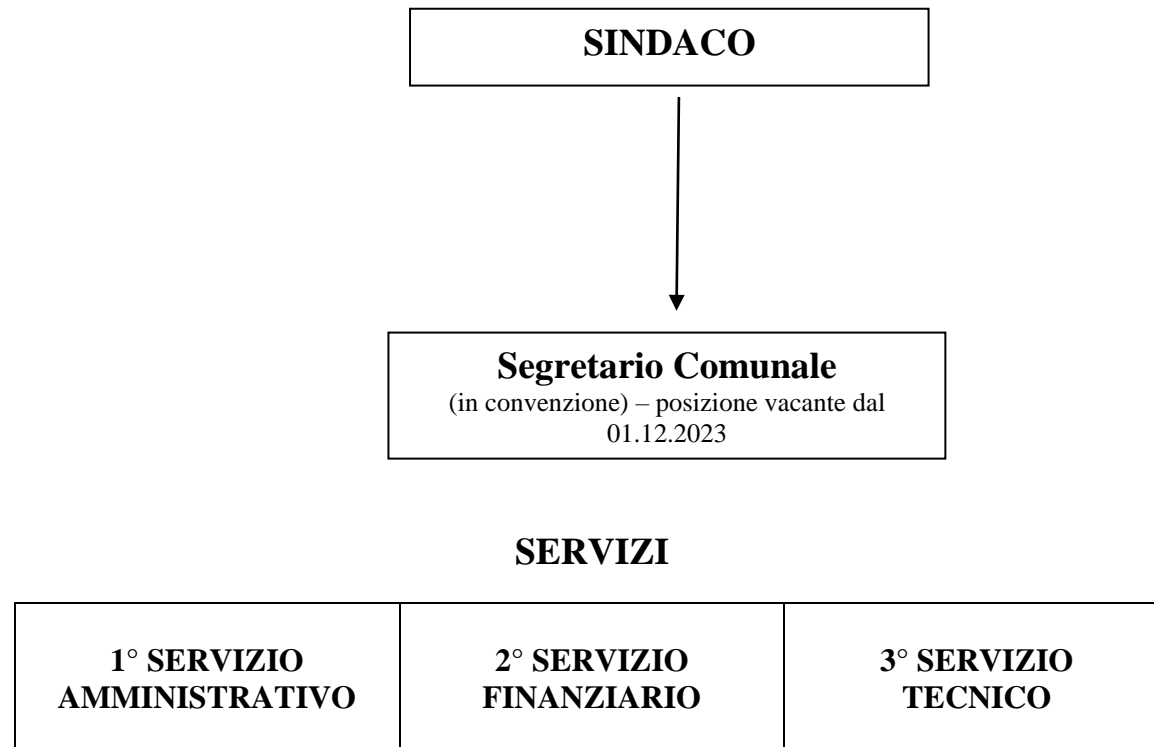 SINDACO
Segretario Comunale
(in convenzione) – posizione vacante dal
01.12.2023
SERVIZI
1° SERVIZIO
AMMINISTRATIVO
2° SERVIZIO
FINANZIARIO
3° SERVIZIO
TECNICO